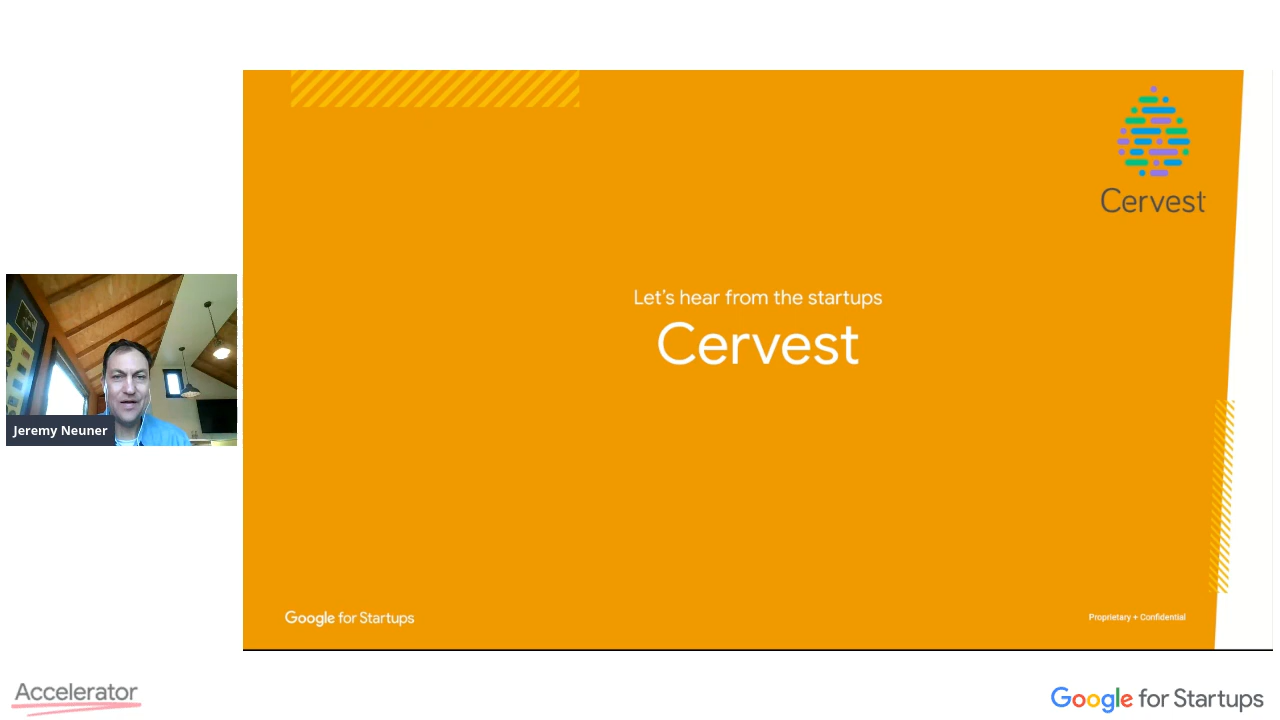 Cervest
Let's hear from the startups
Cervest
Jeremy Neuner
Google for Startups
Proprietary + Confidential
Accelerator
Google for Startups